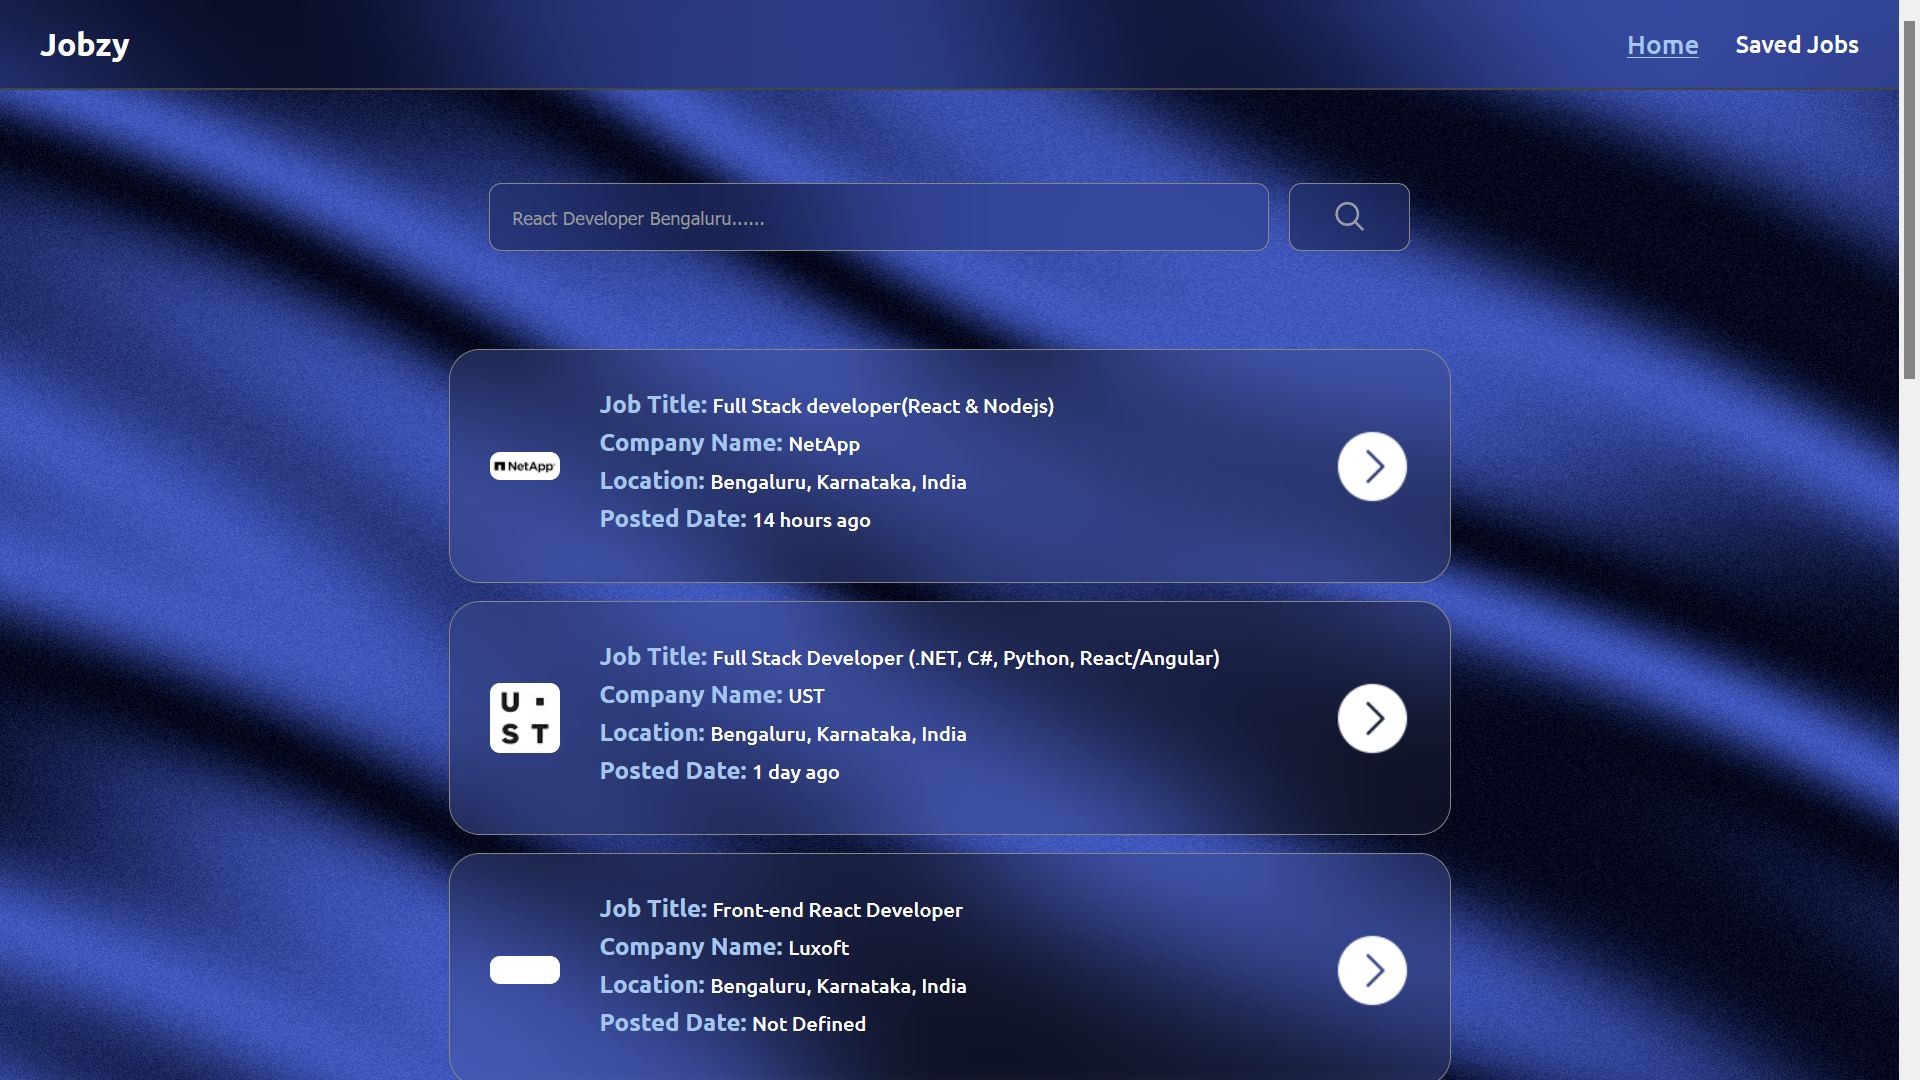 Jobzy
Home
Saved Jobs
React Developer Bengaluru......
Job Title: Full Stack developer(React & Nodejs)
Company Name: NetApp
Location: Bengaluru, Karnataka, India
Posted Date: 14 hours ago
NetApp
Job Title: Full Stack Developer (.NET, C#, Python, React/Angular)
Company Name: UST
Location: Bengaluru, Karnataka, India
Posted Date: 1 day ago
U
ST
Job Title: Front-end React Developer
Company Name: Luxoft
Location: Bengaluru, Karnataka, India
Posted Date: Not Defined